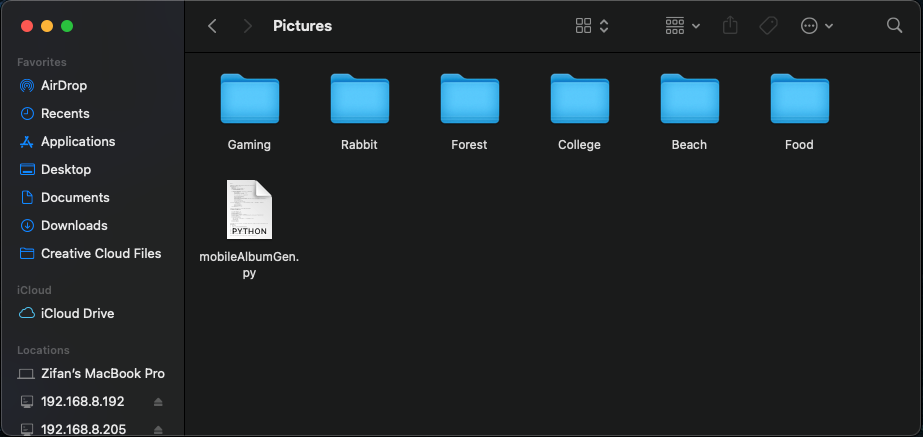 Pictures
Favorites
AirDrop
Recents
Applications
Desktop
Documents
Downloads
Creative Cloud Files
iCloud
iCloud Drive
Locations
Zifan's MacBook Pro
192.168.8.192
192.168.8.205
Gaming
Rabbit
Forest
College
Beach
Food
PYTHON
mobileAlbumGen.
py